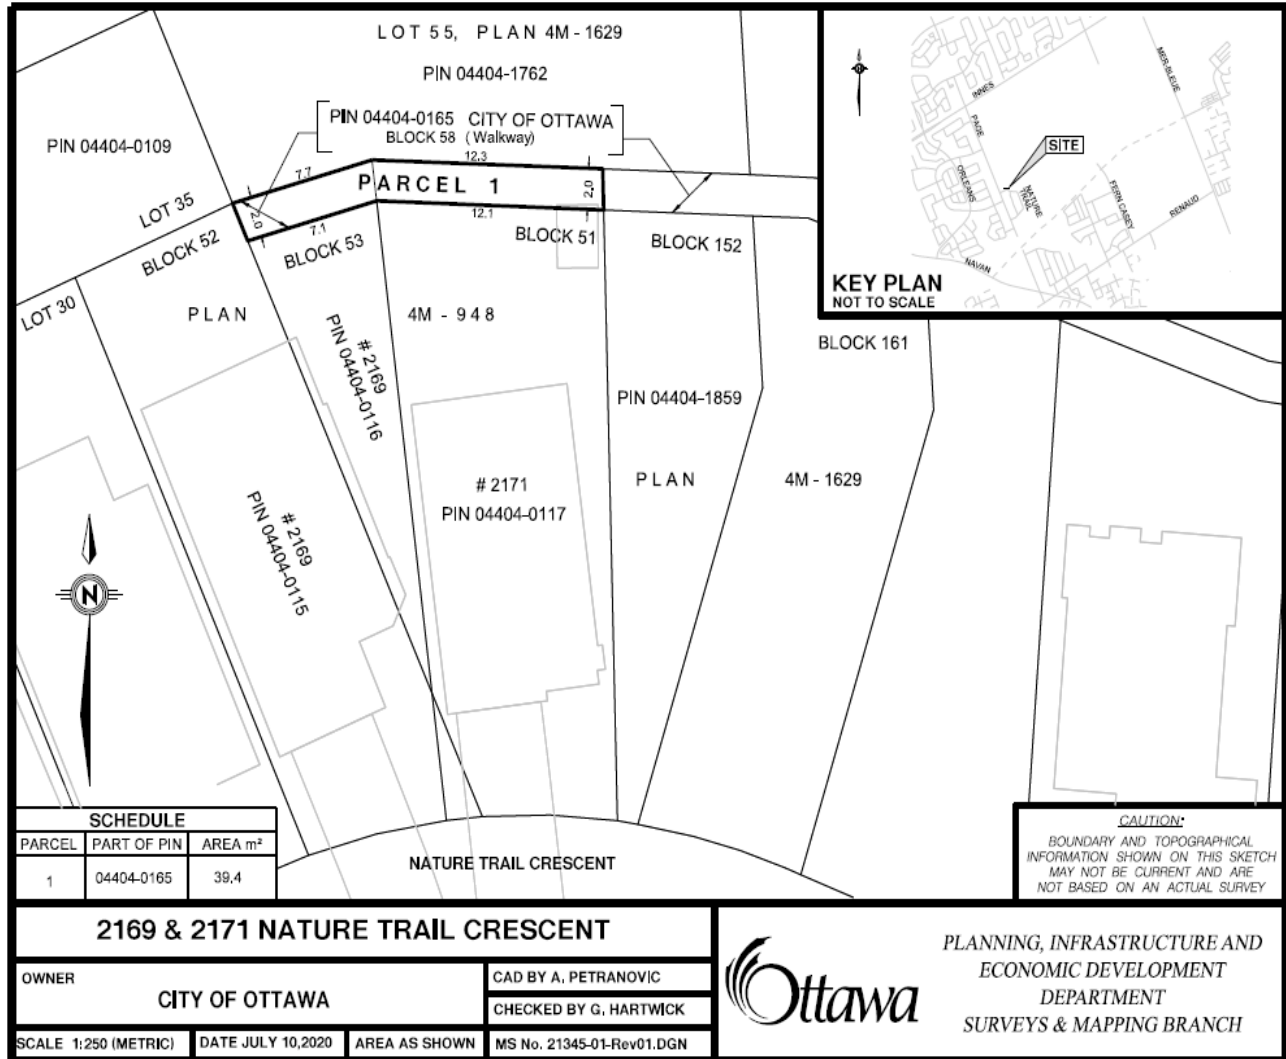 LOT 55, PLAN 4M - 1629
PIN 04404-1762
PIN 04404-0165 CITY OF OTTAWA
BLOCK 58 (Walkway)
PIN 04404-0109
12.3
7.7
PARCEL 1
2.0
2.0
12.1
7.1
LOT 35
BLOCK 52
BLOCK 53
BLOCK 51
BLOCK 152
LOT 30
PLAN
4M - 948
# 2169
PIN 04404-0116
BLOCK 161
PIN 04404-1859
# 2171
PIN 04404-0117
PLAN
4M - 1629
# 2169
PIN 04404-0115
N
NATURE TRAIL CRESCENT
INNES
MER-BLEUE
PAGE
SITE
ORLEANS
NATURE
TRAIL
FERN CASEY
RENAUD
NAVAN
KEY PLAN
NOT TO SCALE
SCHEDULE
PARCEL PART OF PIN AREA m²
1 04404-0165 39.4
CAUTION:
BOUNDARY AND TOPOGRAPHICAL
INFORMATION SHOWN ON THIS SKETCH
MAY NOT BE CURRENT AND ARE
NOT BASED ON AN ACTUAL SURVEY
2169 & 2171 NATURE TRAIL CRESCENT
OWNER
CITY OF OTTAWA
CAD BY A. PETRANOVIC
CHECKED BY G. HARTWICK
SCALE 1:250 (METRIC) DATE JULY 10,2020 AREA AS SHOWN MS No. 21345-01-Rev01.DGN
Ottawa
PLANNING, INFRASTRUCTURE AND
ECONOMIC DEVELOPMENT
DEPARTMENT
SURVEYS & MAPPING BRANCH